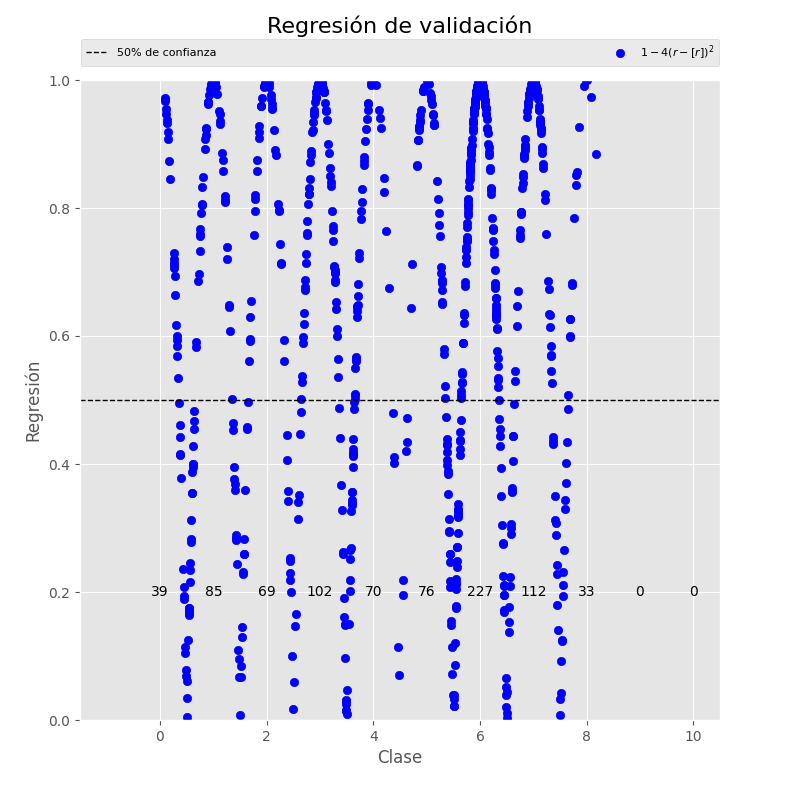 Regresión de validación
50% de confianza
1 − 4(r − [r])²
Regresión
1.0
0.8
0.6
0.4
0.2
0.0
39 85 69 102 70 76 227 112 33 0 0
0 2 4 6 8 10
Clase